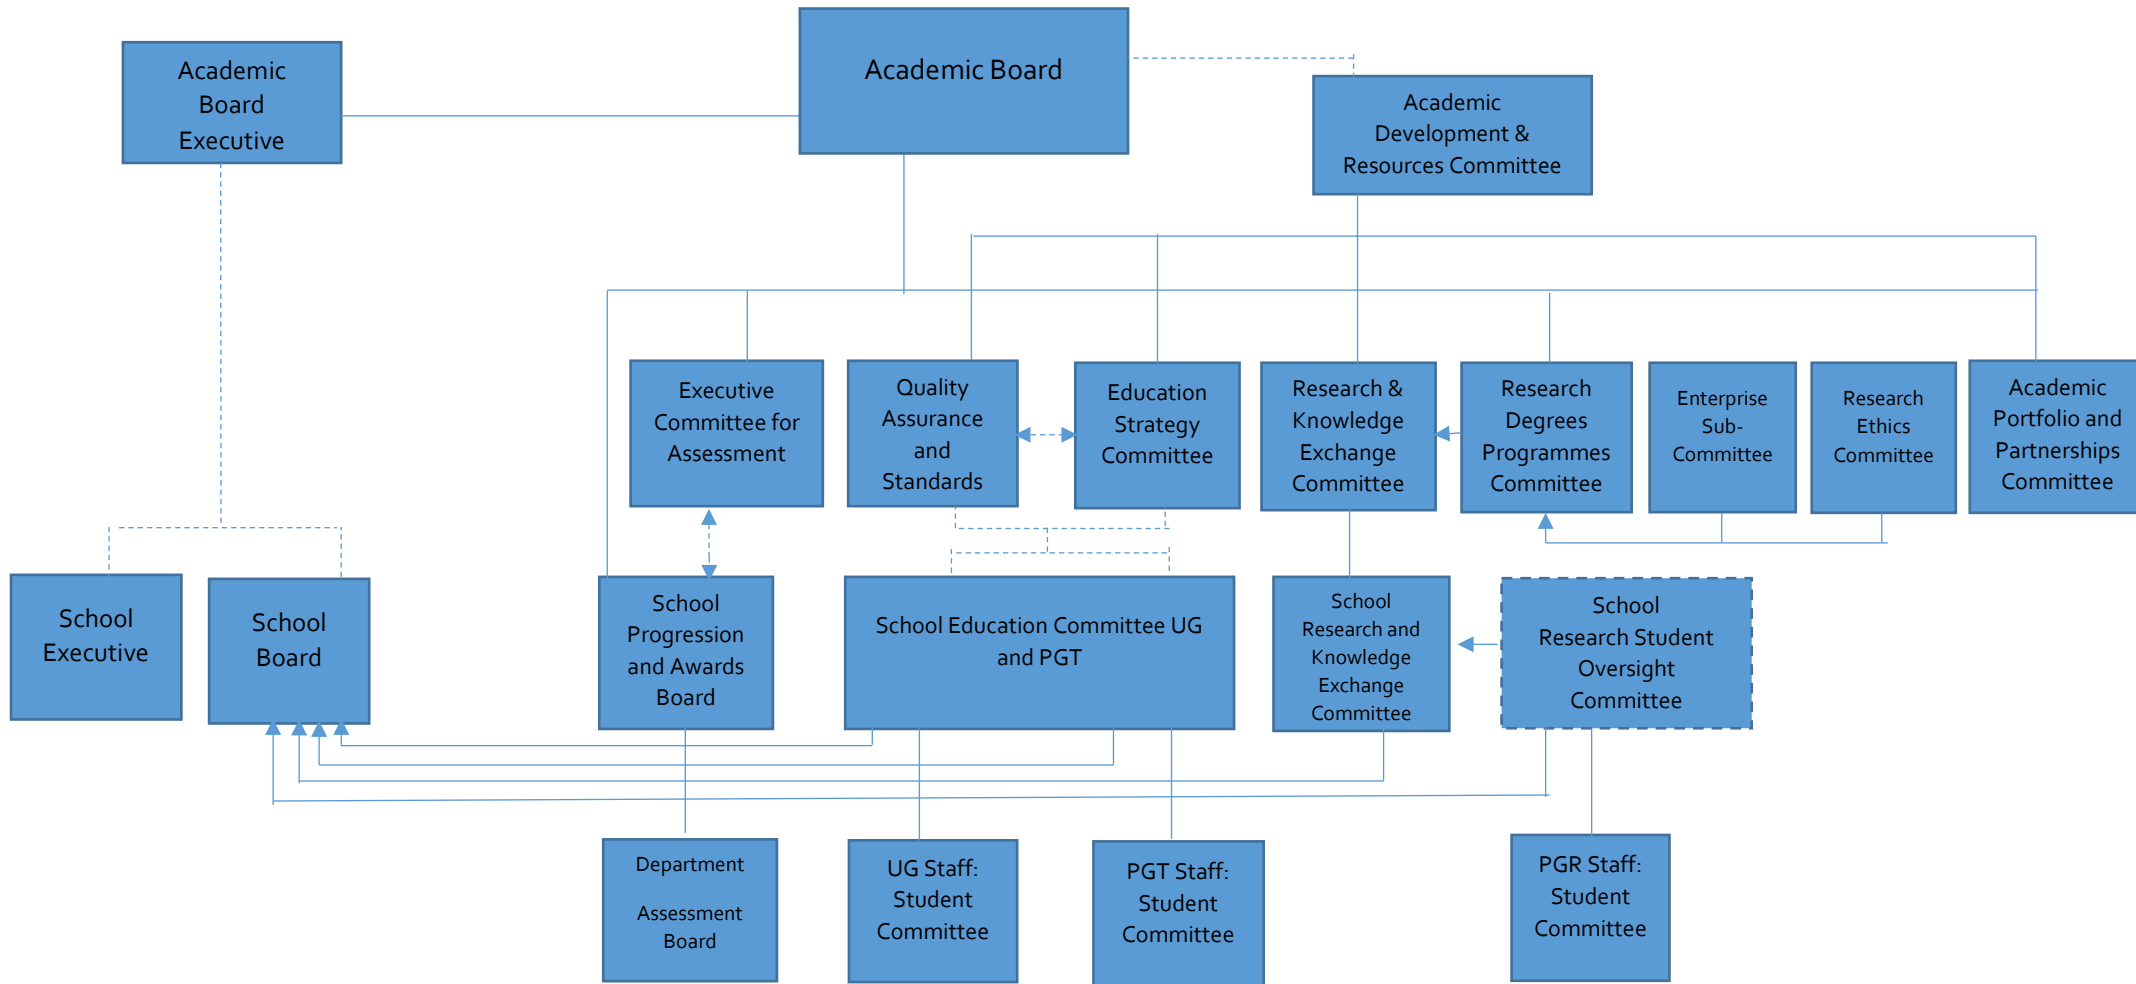 Academic
Board
Executive
Academic Board
Academic
Development &
Resources Committee
Executive
Committee for
Assessment
Quality
Assurance
and
Standards
Education
Strategy
Committee
Research &
Knowledge
Exchange
Committee
Research
Degrees
Programmes
Committee
Enterprise
Sub-
Committee
Research
Ethics
Committee
Academic
Portfolio and
Partnerships
Committee
School
Executive
School
Board
School
Progression
and Awards
Board
School Education Committee UG
and PGT
School
Research and
Knowledge
Exchange
Committee
School
Research Student
Oversight
Committee
Department
Assessment
Board
UG Staff:
Student
Committee
PGT Staff:
Student
Committee
PGR Staff:
Student
Committee